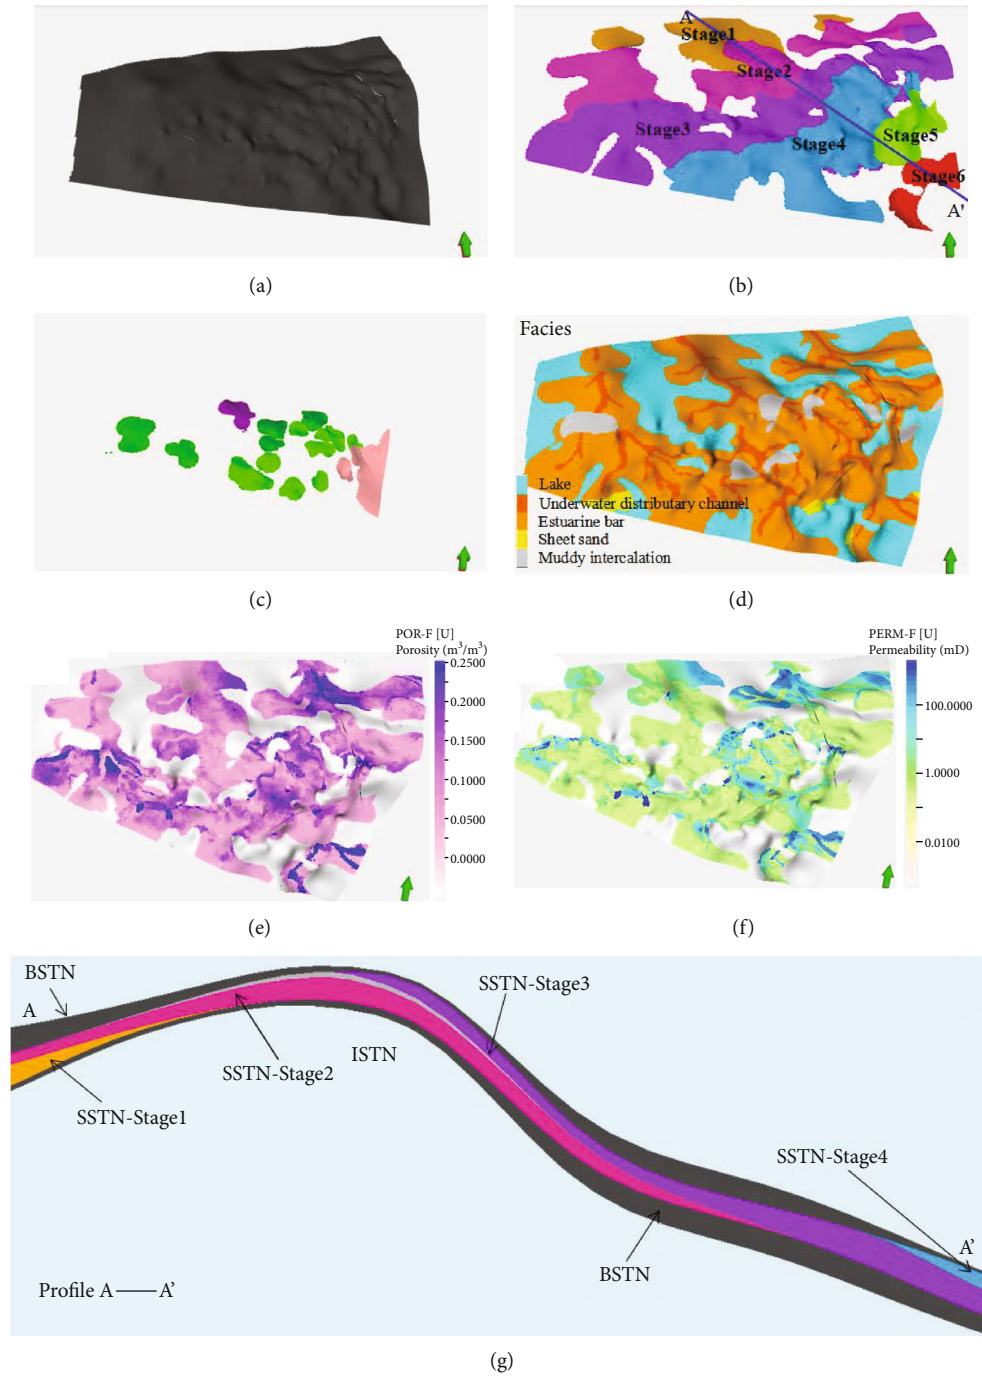 A
Stage1
Stage2
Stage3
Stage4
Stage5
Stage6
A'
(a)
(b)
Facies
Lake
Underwater distributary channel
Estuarine bar
Sheet sand
Muddy intercalation
(c)
(d)
POR-F [U]
Porosity (m³/m³)
0.2500
0.2000
0.1500
0.1000
0.0500
0.0000
PERM-F [U]
Permeability (mD)
100.0000
1.0000
0.0100
(e)
(f)
BSTN
A
SSTN-Stage3
ISTN
SSTN-Stage2
SSTN-Stage1
SSTN-Stage4
A'
BSTN
Profile A — A'
(g)